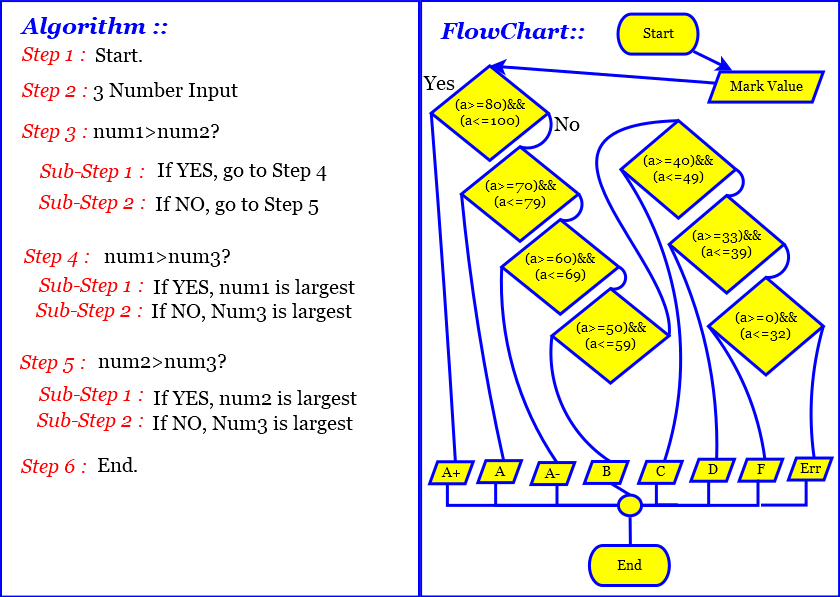 Algorithm ::
Step 1 : Start.
Step 2 : 3 Number Input
Step 3 : num1>num2?
Sub-Step 1 : If YES, go to Step 4
Sub-Step 2 : If NO, go to Step 5
Step 4 : num1>num3?
Sub-Step 1 : If YES, num1 is largest
Sub-Step 2 : If NO, Num3 is largest
Step 5 : num2>num3?
Sub-Step 1 : If YES, num2 is largest
Sub-Step 2 : If NO, Num3 is largest
Step 6 : End.
FlowChart::
Start
Mark Value
Yes
(a>=80)&&
(a<=100)
No
(a>=70)&&
(a<=79)
(a>=60)&&
(a<=69)
(a>=50)&&
(a<=59)
(a>=40)&&
(a<=49)
(a>=33)&&
(a<=39)
(a>=0)&&
(a<=32)
A+
A
A-
B
C
D
F
Err
End